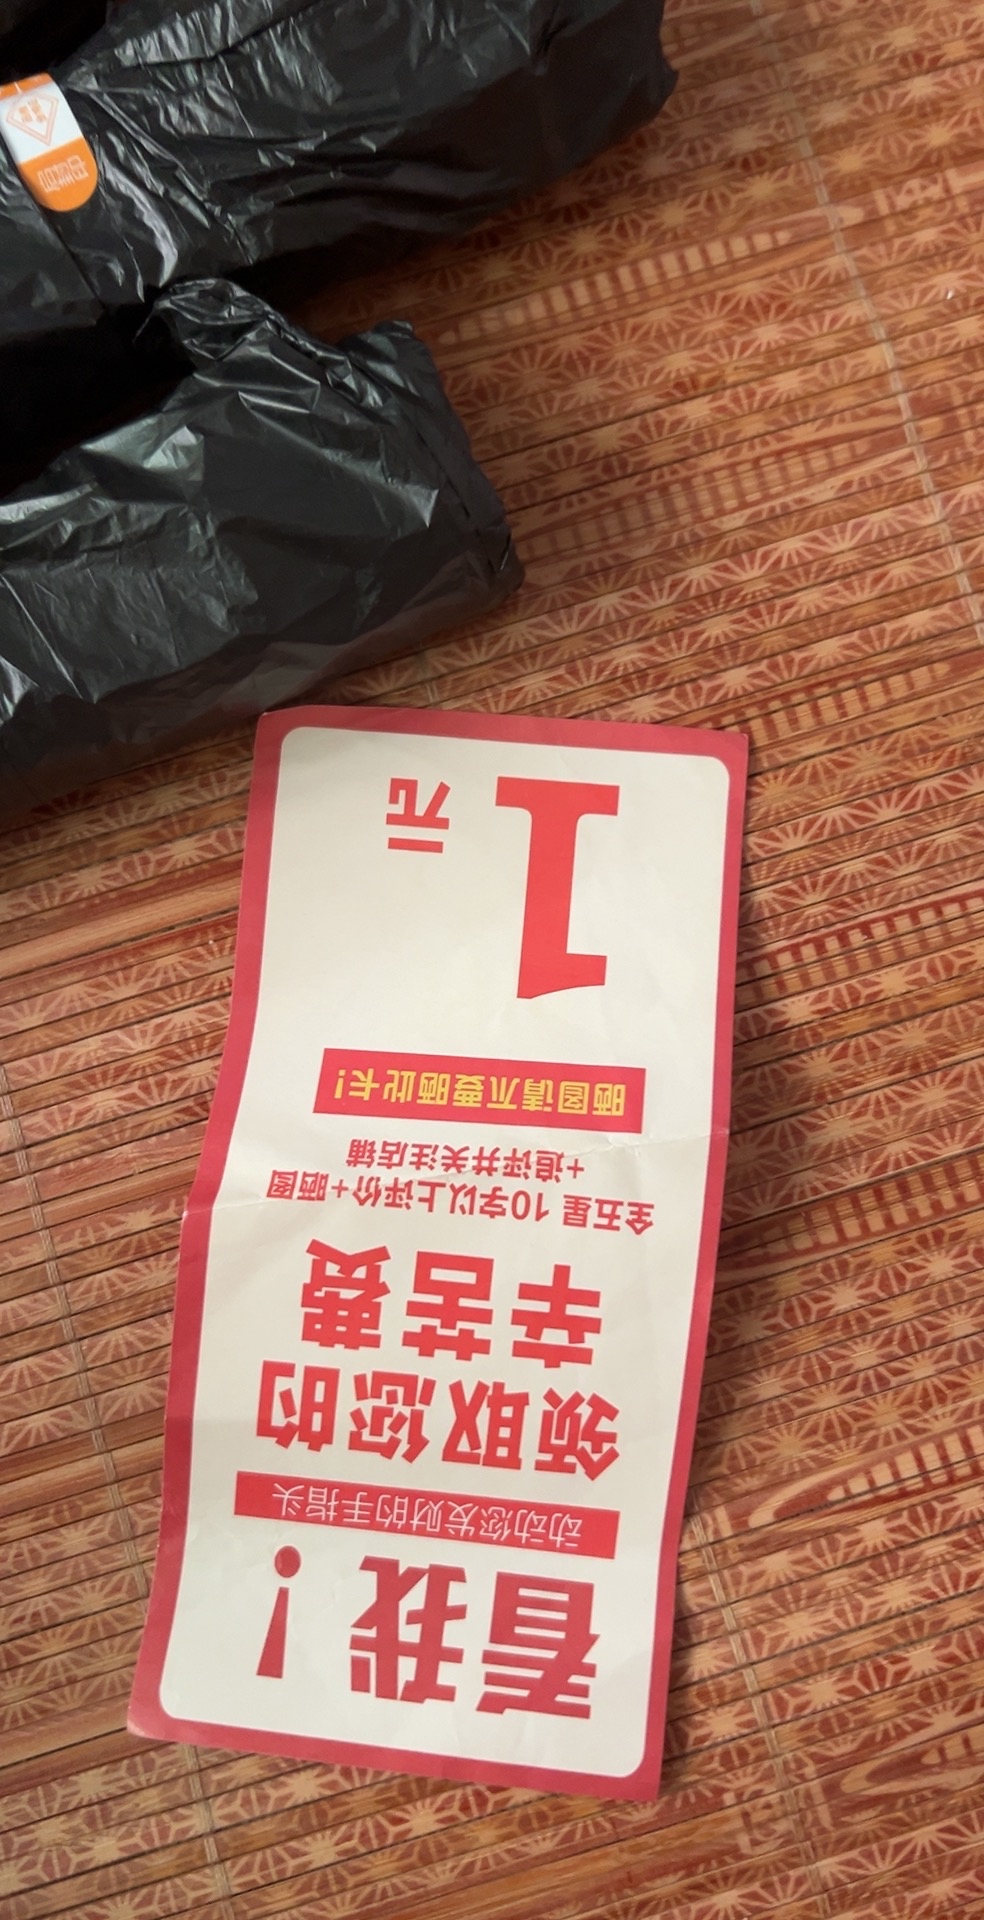 看我！
动动您发财的手指头
领取您的
辛苦费
全五星 10字以上评价+晒图
+追评并关注店铺
晒图请不要晒此卡！
1元